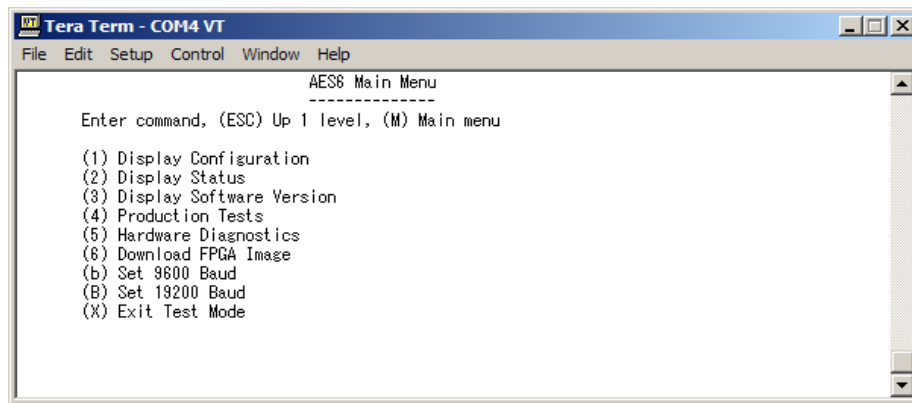 Tera Term - COM4 VT
File Edit Setup Control Window Help
AES6 Main Menu
--------------
Enter command, (ESC) Up 1 level, (M) Main menu
(1) Display Configuration
(2) Display Status
(3) Display Software Version
(4) Production Tests
(5) Hardware Diagnostics
(6) Download FPGA Image
(b) Set 9600 Baud
(B) Set 19200 Baud
(X) Exit Test Mode